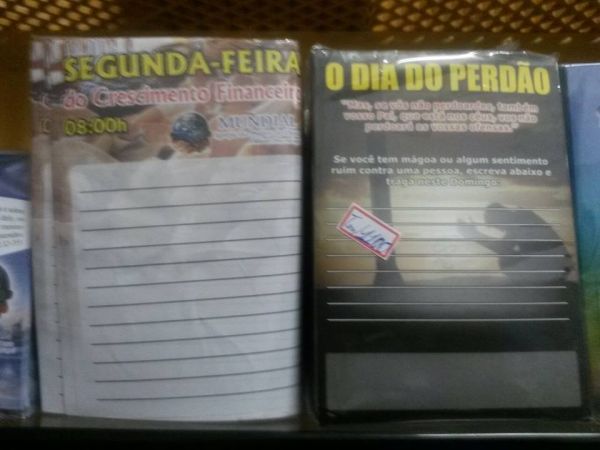 SEGUNDA-FEIRA
do Crescimento Financeiro
08:00h
MUNDIAL
O DIA DO PERDÃO
"Mas, se vós não perdoardes, também
vosso Pai, que está nos céus, vos não
perdoará as vossas ofensas."
Se você tem mágoa ou algum sentimento
ruim contra uma pessoa, escreva abaixo e
traga neste Domingo: